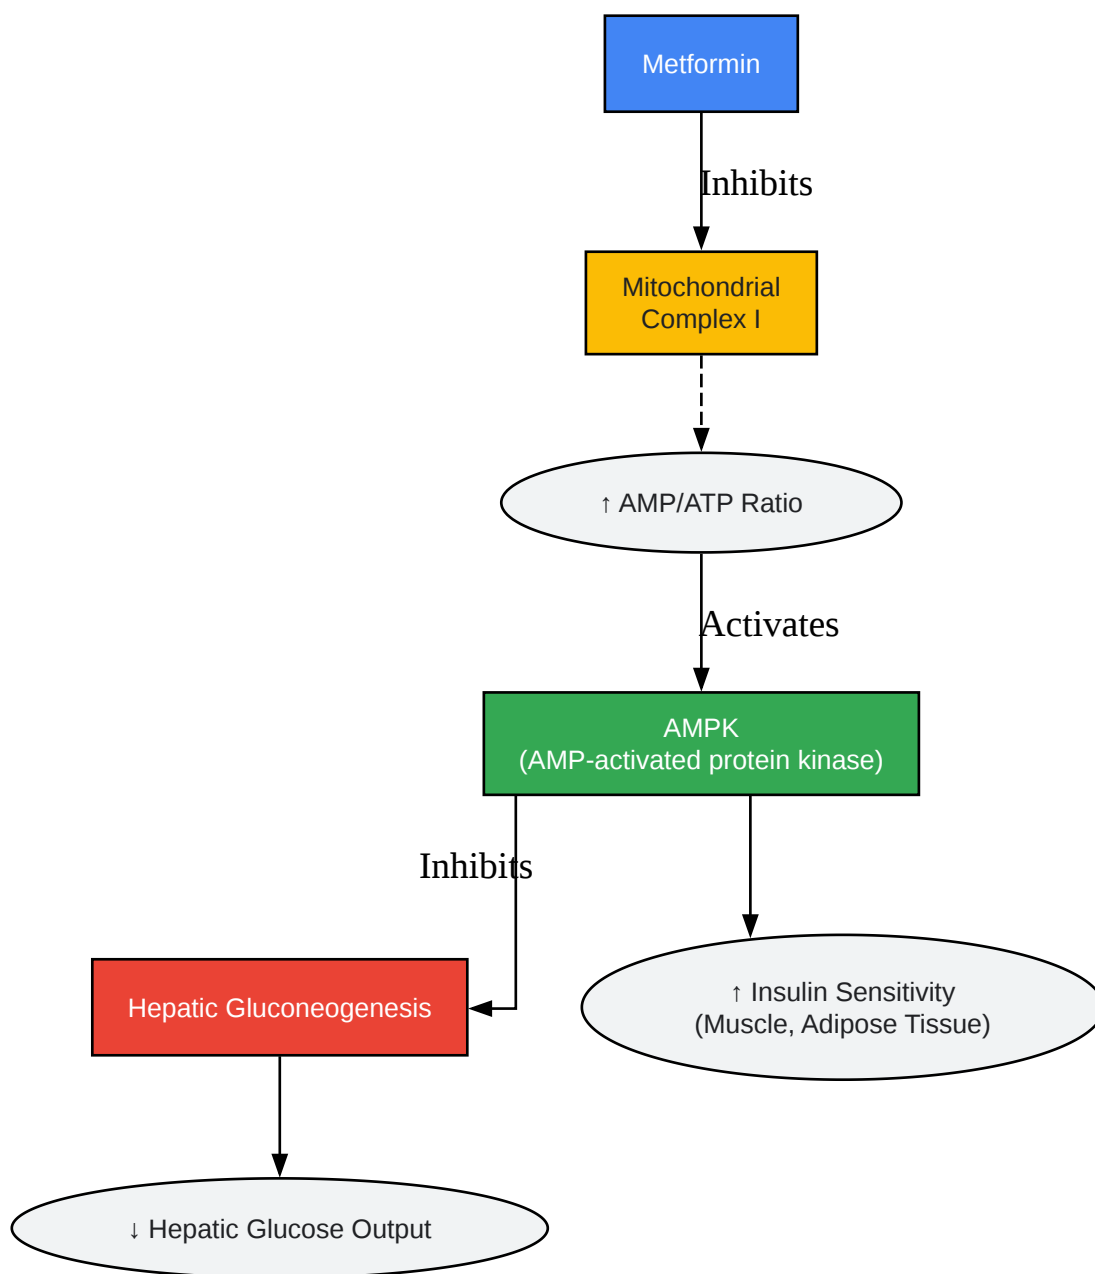 Metformin
Inhibits
Mitochondrial
Complex I
↑ AMP/ATP Ratio
Activates
AMPK
(AMP-activated protein kinase)
Inhibits
Hepatic Gluconeogenesis
↑ Insulin Sensitivity
(Muscle, Adipose Tissue)
↓ Hepatic Glucose Output